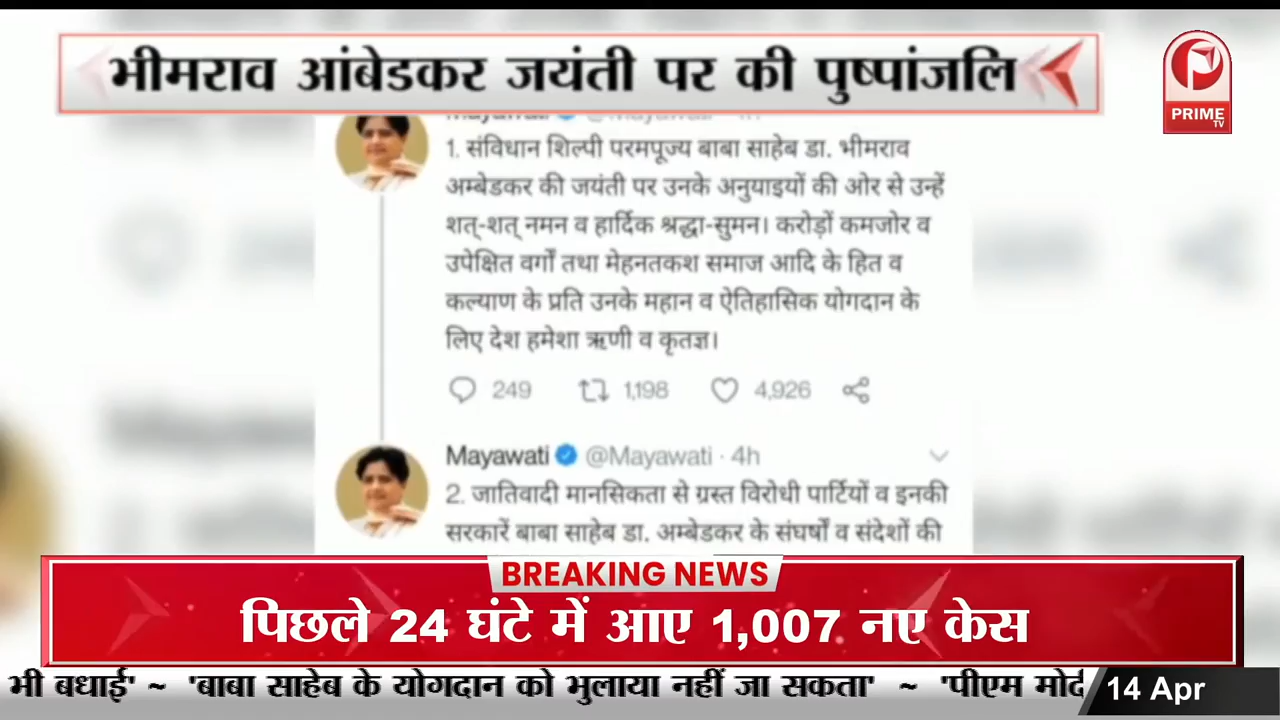 भीमराव आंबेडकर जयंती पर की पुष्पांजलि
PRIME
TV
1. संविधान शिल्पी परमपूज्य बाबा साहेब डा. भीमराव
अम्बेडकर की जयंती पर उनके अनुयाइयों की ओर से उन्हें
शत्-शत् नमन व हार्दिक श्रद्धा-सुमन। करोड़ों कमजोर व
उपेक्षित वर्गों तथा मेहनतकश समाज आदि के हित व
कल्याण के प्रति उनके महान व ऐतिहासिक योगदान के
लिए देश हमेशा ऋणी व कृतज्ञ।
249 1,198 4,926
Mayawati @Mayawati · 4h
2. जातिवादी मानसिकता से ग्रस्त विरोधी पार्टियों व इनकी
सरकारें बाबा साहेब डा. अम्बेडकर के संघर्षों व संदेशों की
BREAKING NEWS
पिछले 24 घंटे में आए 1,007 नए केस
भी बधाई' ~ 'बाबा साहेब के योगदान को भुलाया नहीं जा सकता' ~ 'पीएम
14 Apr